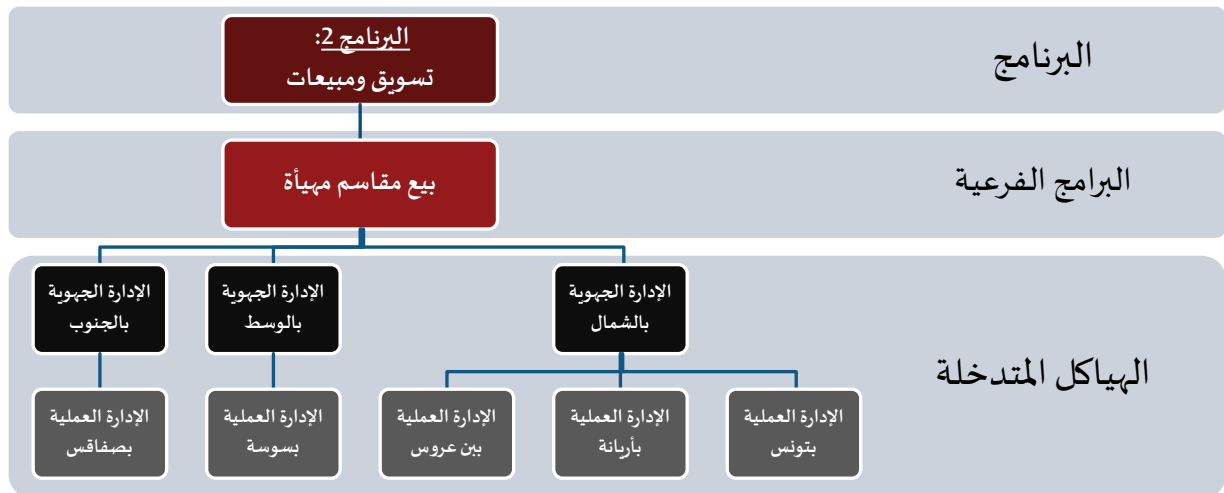 البرنامج
البرنامج 2:
تسويق ومبيعات
البرامج الفرعية
بيع مقاسم مهيأة
الهياكل المتدخلة
الإدارة الجهوية
بالشمال
الإدارة الجهوية
بالوسط
الإدارة الجهوية
بالجنوب
الإدارة العملية
بتونس
الإدارة العملية
بأريانة
الإدارة العملية
ببن عروس
الإدارة العملية
بسوسة
الإدارة العملية
بصفاقس